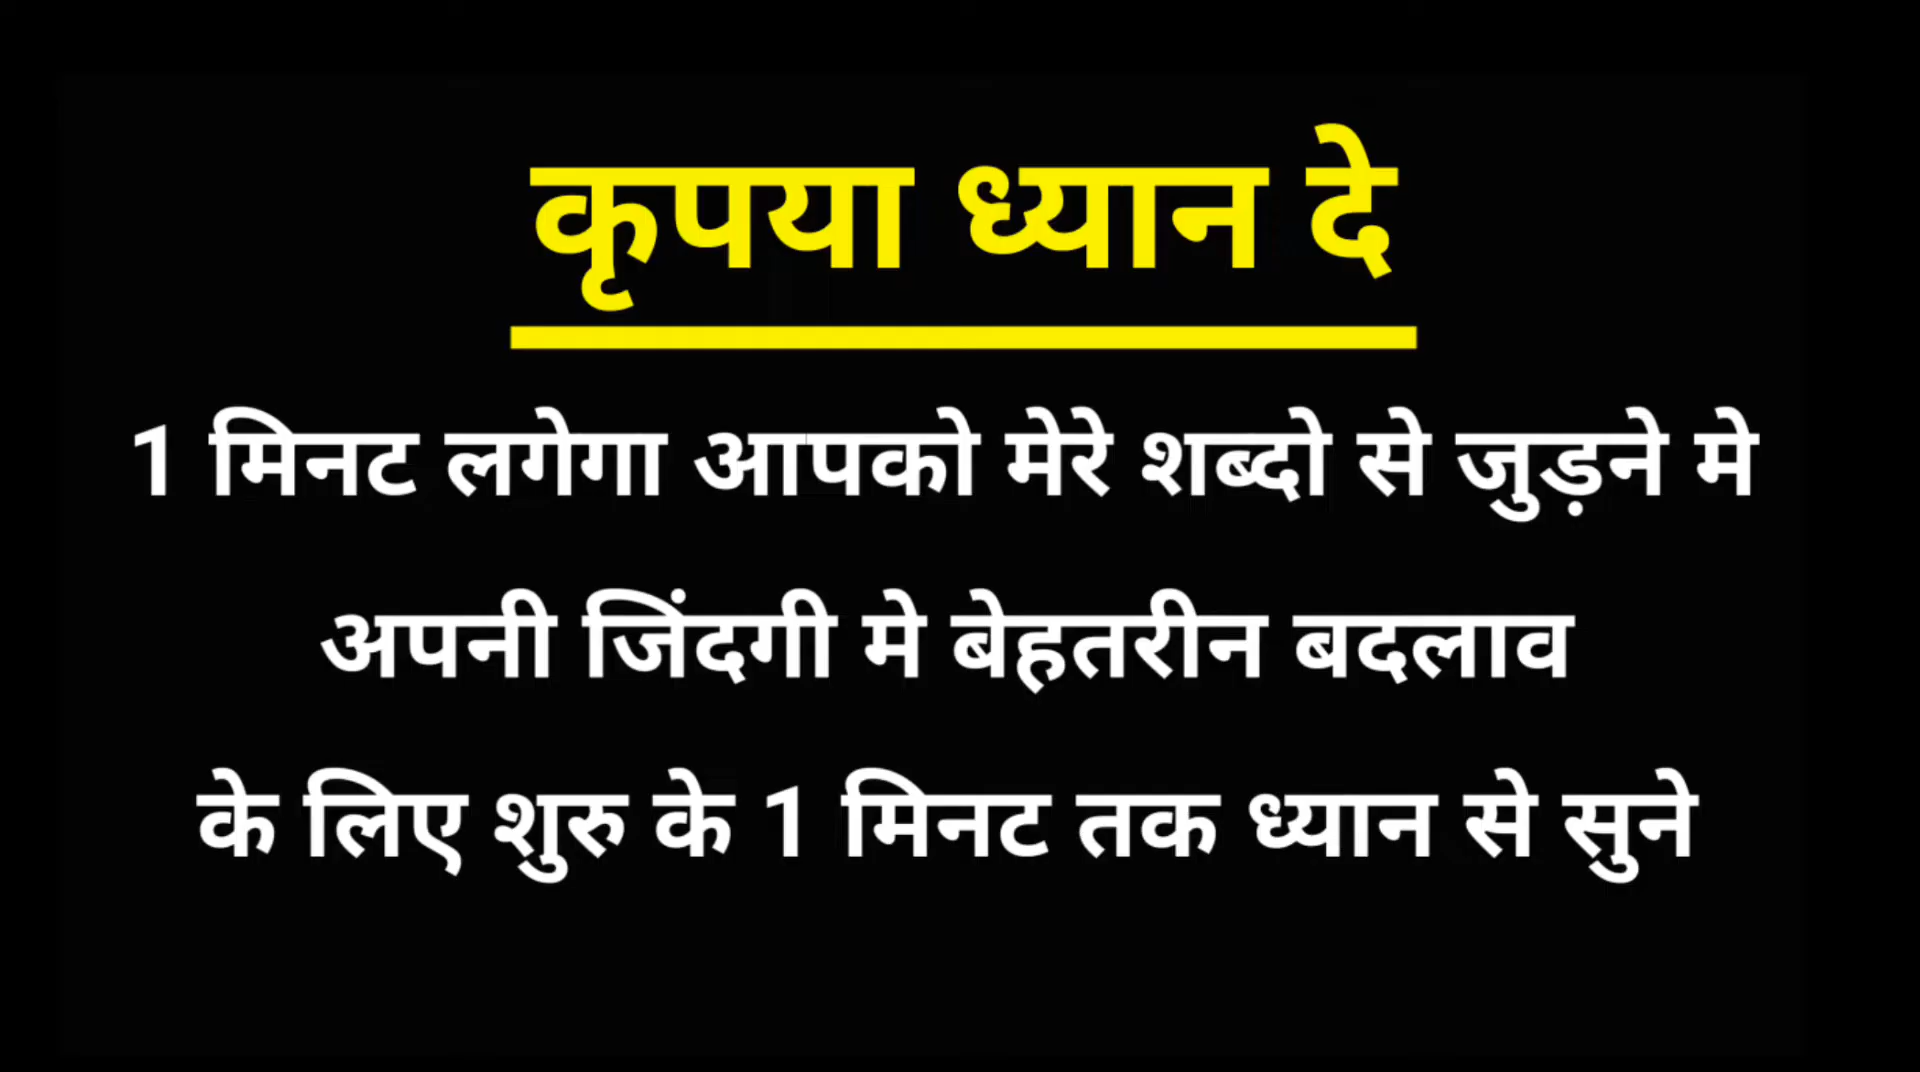 कृपया ध्यान दे
1 मिनट लगेगा आपको मेरे शब्दो से जुड़ने मे
अपनी जिंदगी मे बेहतरीन बदलाव
के लिए शुरु के 1 मिनट तक ध्यान से सुने